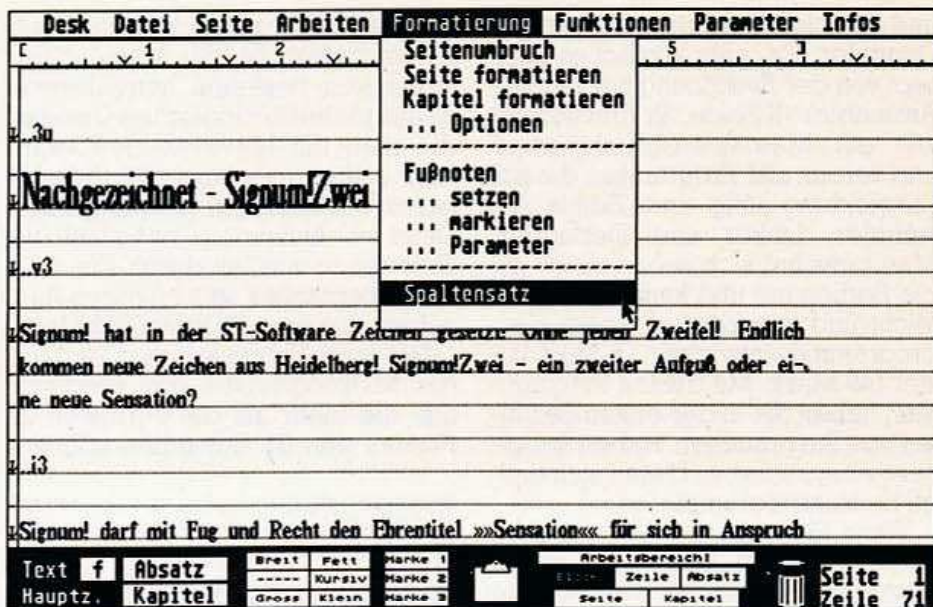 Desk Datei Seite Arbeiten Formatierung Funktionen Parameter Infos
[ 1 2 5 ]
Seitenumbruch
Seite formatieren
Kapitel formatieren
... Optionen
Fußnoten
... setzen
... markieren
... Parameter
Spaltensatz
..3u
Nachgezeichnet - Signum!Zwei
..v3
Signum! hat in der ST-Software Zeichen gesetzt! Ohne jeden Zweifel! Endlich
kommen neue Zeichen aus Heidelberg! Signum!Zwei - ein zweiter Aufguß oder ei-
ne neue Sensation?
..i3
Signum! darf mit Fug und Recht den Ehrentitel »»Sensation«« für sich in Anspruch
Text f Absatz
Hauptz. Kapitel
Breit Fett
----- Kursiv
Gross Klein
Marke 1
Marke 2
Marke 3
Arbeitsbereich!
Zeile Absatz
Seite Kapitel
Seite 1
Zeile 71